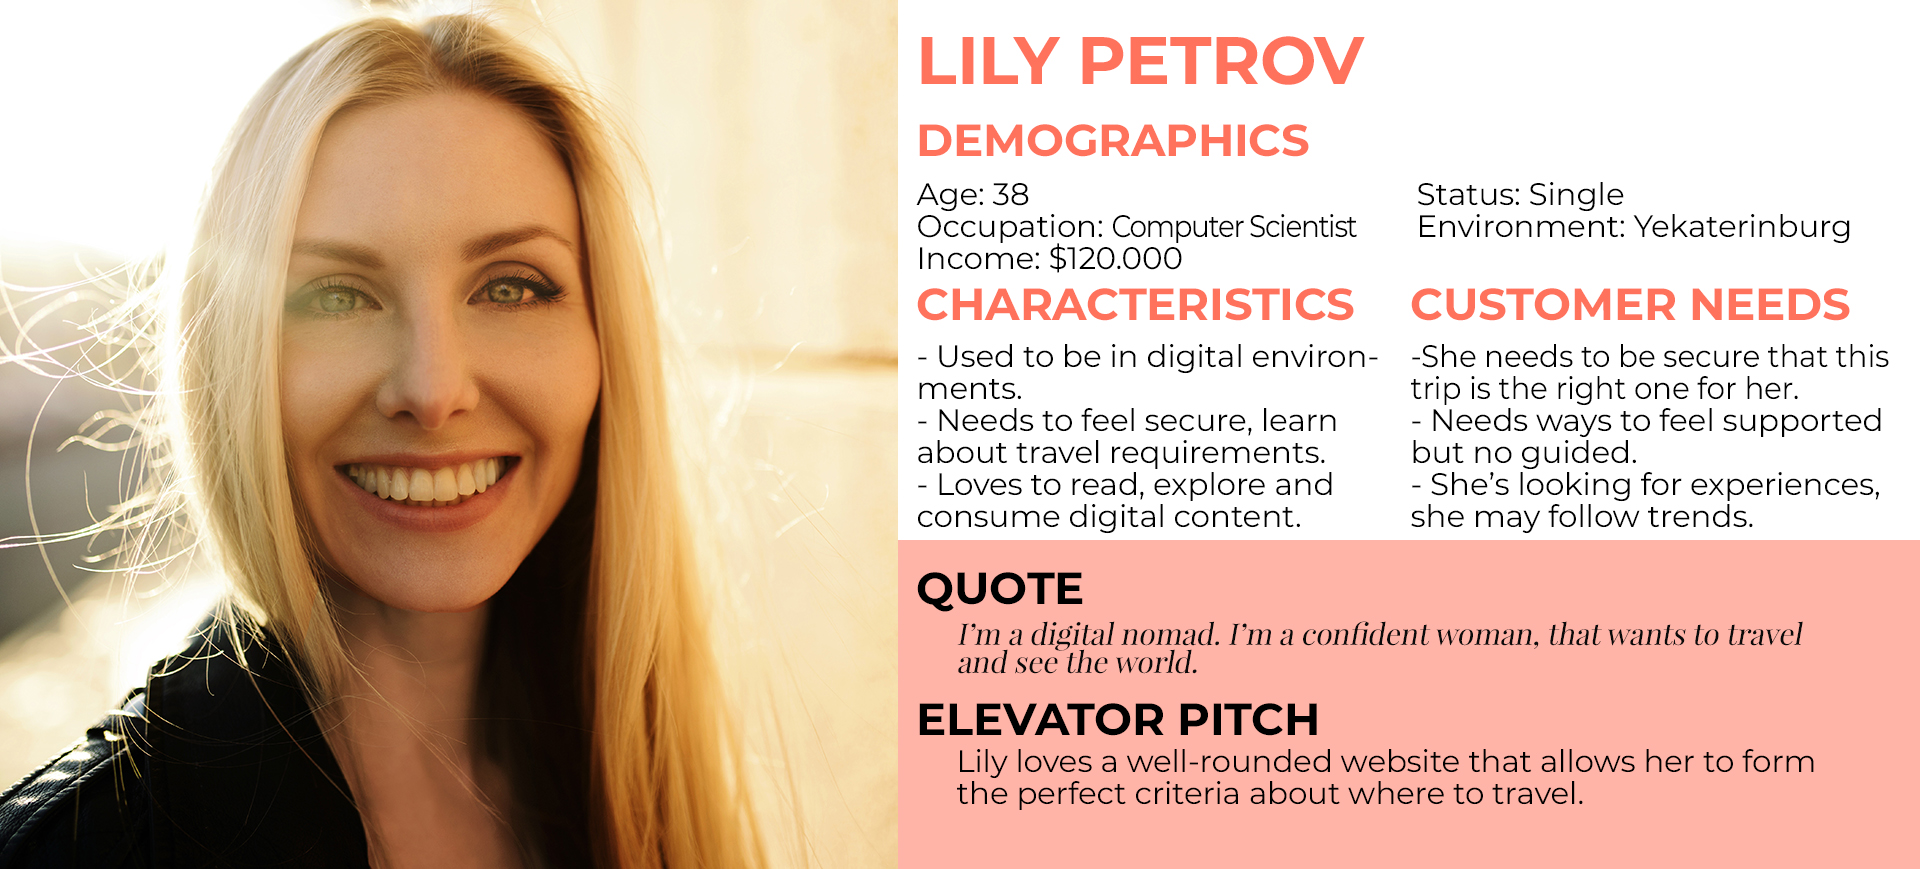 LILY PETROV
DEMOGRAPHICS
Age: 38
Occupation: Computer Scientist
Income: $120.000
Status: Single
Environment: Yekaterinburg
CHARACTERISTICS
- Used to be in digital environ-
ments.
- Needs to feel secure, learn
about travel requirements.
- Loves to read, explore and
consume digital content.
CUSTOMER NEEDS
-She needs to be secure that this
trip is the right one for her.
- Needs ways to feel supported
but no guided.
- She’s looking for experiences,
she may follow trends.
QUOTE
I’m a digital nomad. I’m a confident woman, that wants to travel
and see the world.
ELEVATOR PITCH
Lily loves a well-rounded website that allows her to form
the perfect criteria about where to travel.